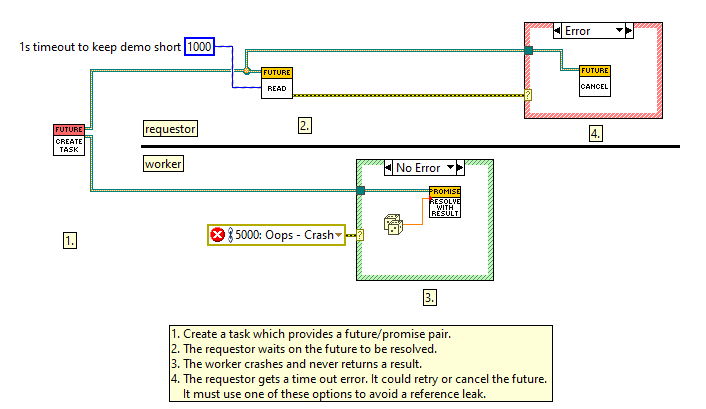 1s timeout to keep demo short
1000
FUTURE
READ
Error
FUTURE
CANCEL
?
FUTURE
CREATE
TASK
requestor
2.
4.
worker
No Error
PROMISE
RESOLVE
WITH
RESULT
5000: Oops - Crash
?
1.
3.
1. Create a task which provides a future/promise pair.
2. The requestor waits on the future to be resolved.
3. The worker crashes and never returns a result.
4. The requestor gets a time out error. It could retry or cancel the future.
It must use one of these options to avoid a reference leak.